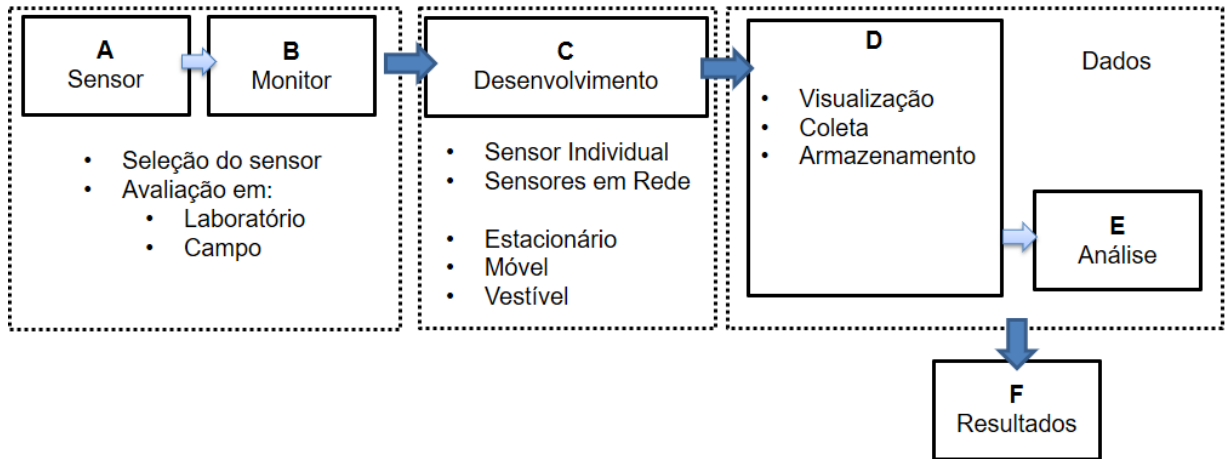 A
Sensor
B
Monitor
• Seleção do sensor
• Avaliação em:
• Laboratório
• Campo
C
Desenvolvimento
• Sensor Individual
• Sensores em Rede
• Estacionário
• Móvel
• Vestível
D
• Visualização
• Coleta
• Armazenamento
Dados
E
Análise
F
Resultados